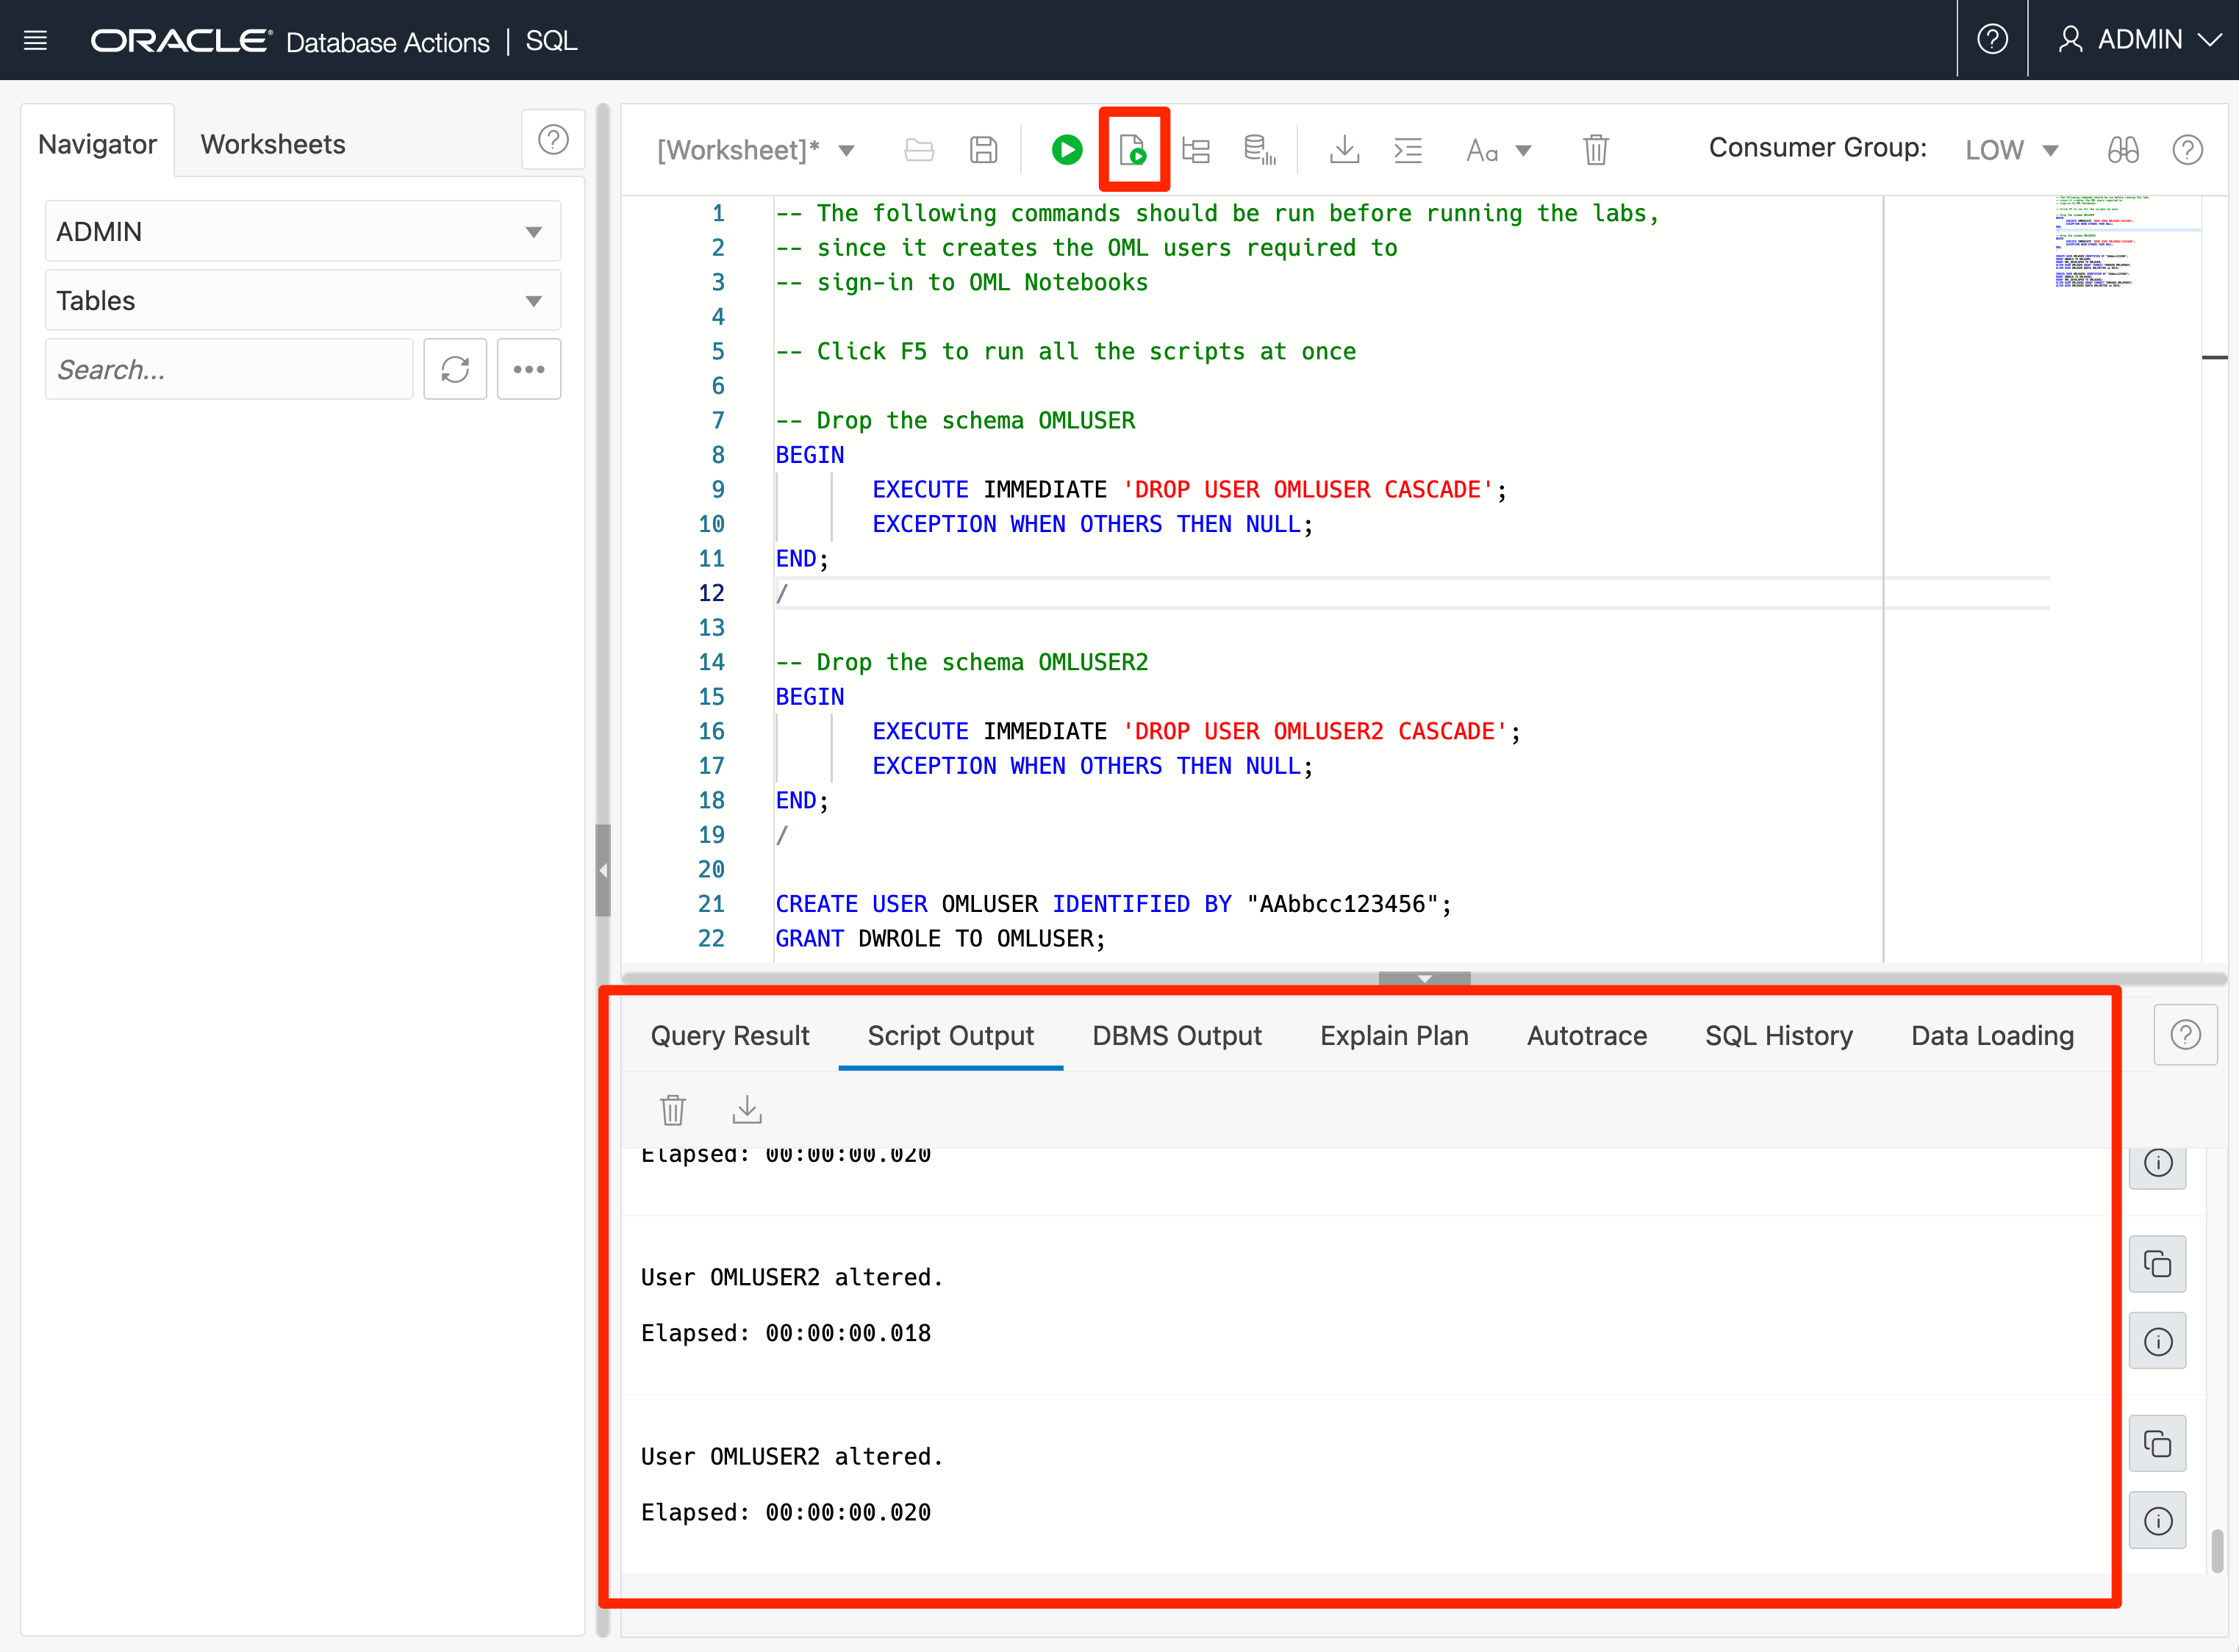 ORACLE Database Actions | SQL
ADMIN
Navigator
Worksheets
ADMIN
Tables
Search...
[Worksheet]*
Aa
Consumer Group:
LOW
1 -- The following commands should be run before running the labs,
2 -- since it creates the OML users required to
3 -- sign-in to OML Notebooks
4
5 -- Click F5 to run all the scripts at once
6
7 -- Drop the schema OMLUSER
8 BEGIN
9 EXECUTE IMMEDIATE 'DROP USER OMLUSER CASCADE';
10 EXCEPTION WHEN OTHERS THEN NULL;
11 END;
12 /
13
14 -- Drop the schema OMLUSER2
15 BEGIN
16 EXECUTE IMMEDIATE 'DROP USER OMLUSER2 CASCADE';
17 EXCEPTION WHEN OTHERS THEN NULL;
18 END;
19 /
20
21 CREATE USER OMLUSER IDENTIFIED BY "AAbbcc123456";
22 GRANT DWROLE TO OMLUSER;
Query Result
Script Output
DBMS Output
Explain Plan
Autotrace
SQL History
Data Loading
Elapsed: 00:00:00.020
User OMLUSER2 altered.
Elapsed: 00:00:00.018
User OMLUSER2 altered.
Elapsed: 00:00:00.020